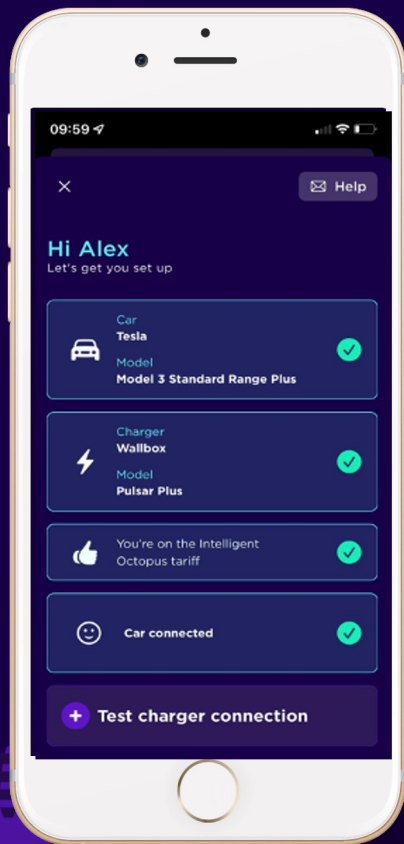 09:59
Help
Hi Alex
Let's get you set up
Car
Tesla
Model
Model 3 Standard Range Plus
Charger
Wallbox
Model
Pulsar Plus
You're on the Intelligent
Octopus tariff
Car connected
Test charger connection